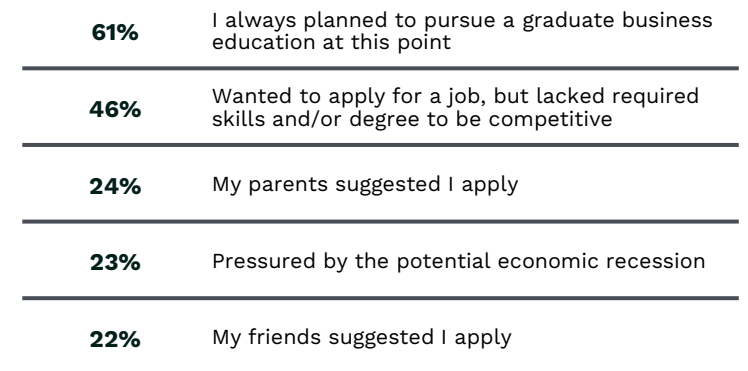 61%
I always planned to pursue a graduate business
education at this point
46%
Wanted to apply for a job, but lacked required
skills and/or degree to be competitive
24%
My parents suggested I apply
23%
Pressured by the potential economic recession
22%
My friends suggested I apply